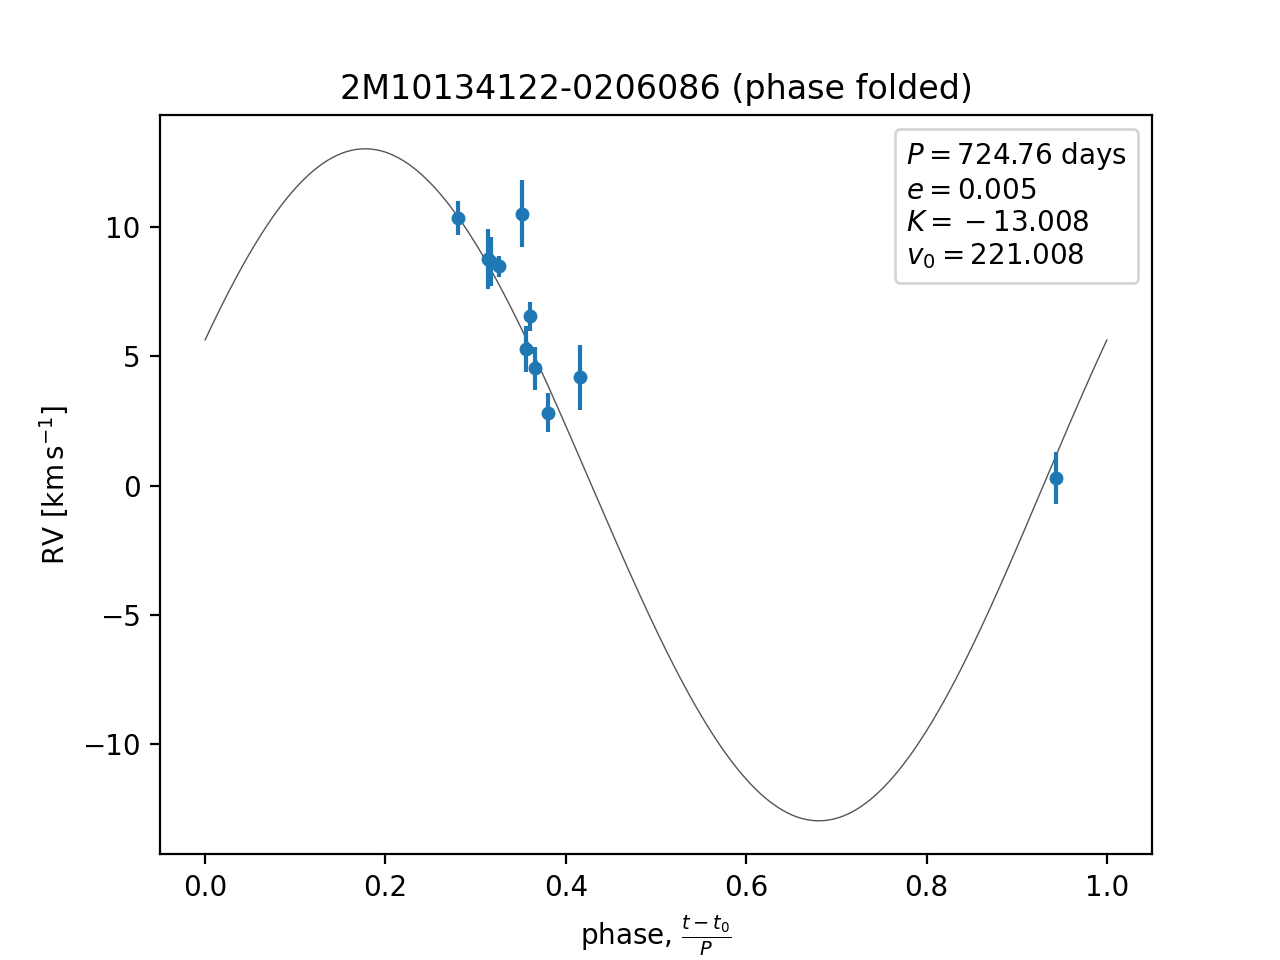 2M10134122-0206086 (phase folded)
P = 724.76 days
e = 0.005
K = −13.008
v₀ = 221.008
10
5
0
−5
−10
RV [km s⁻¹]
0.0 0.2 0.4 0.6 0.8 1.0
phase, (t − t₀)/P